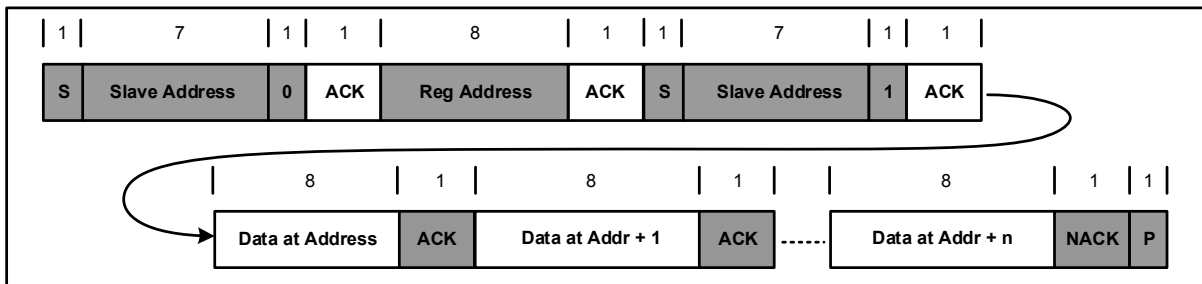 1 7 1 1 8 1 1 7 1 1
S Slave Address 0 ACK Reg Address ACK S Slave Address 1 ACK
8 1 8 1 8 1 1
Data at Address ACK Data at Addr + 1 ACK Data at Addr + n NACK P